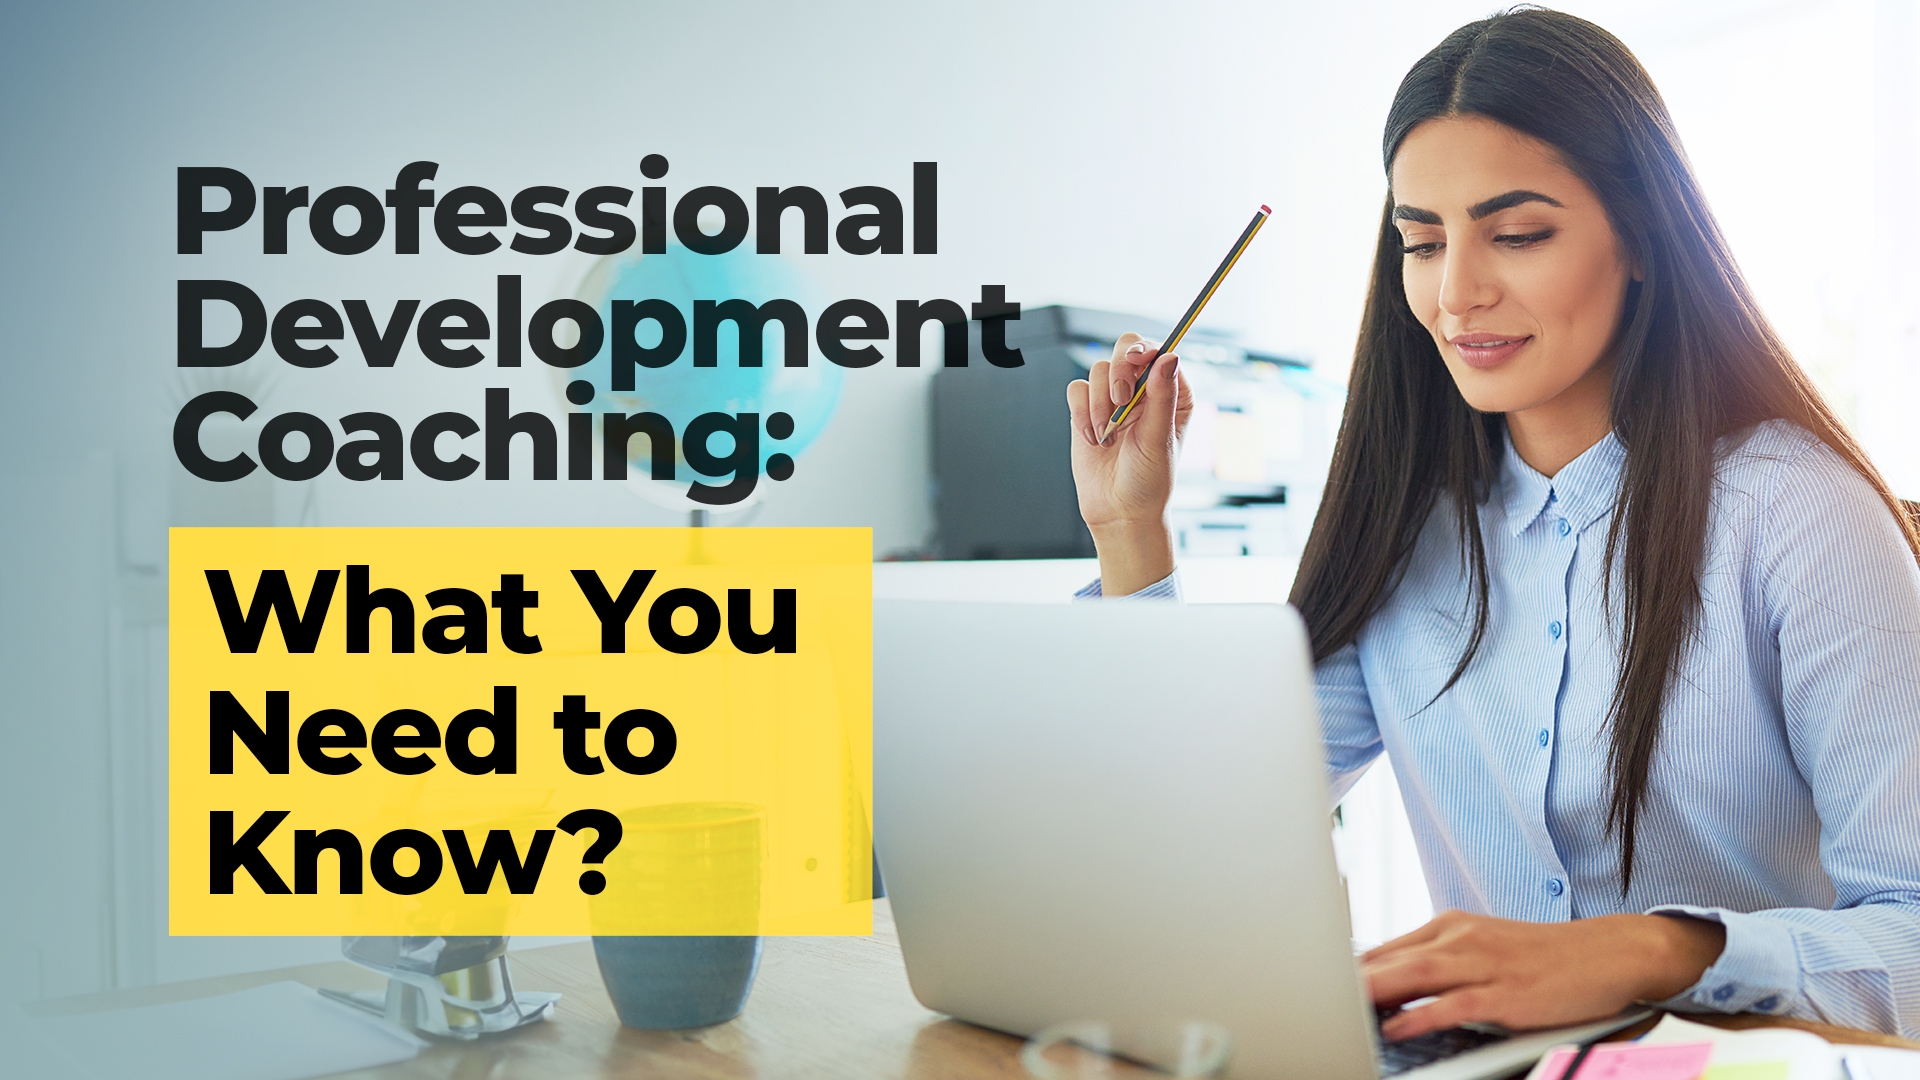 Professional
Development
Coaching:
What You
Need to
Know?